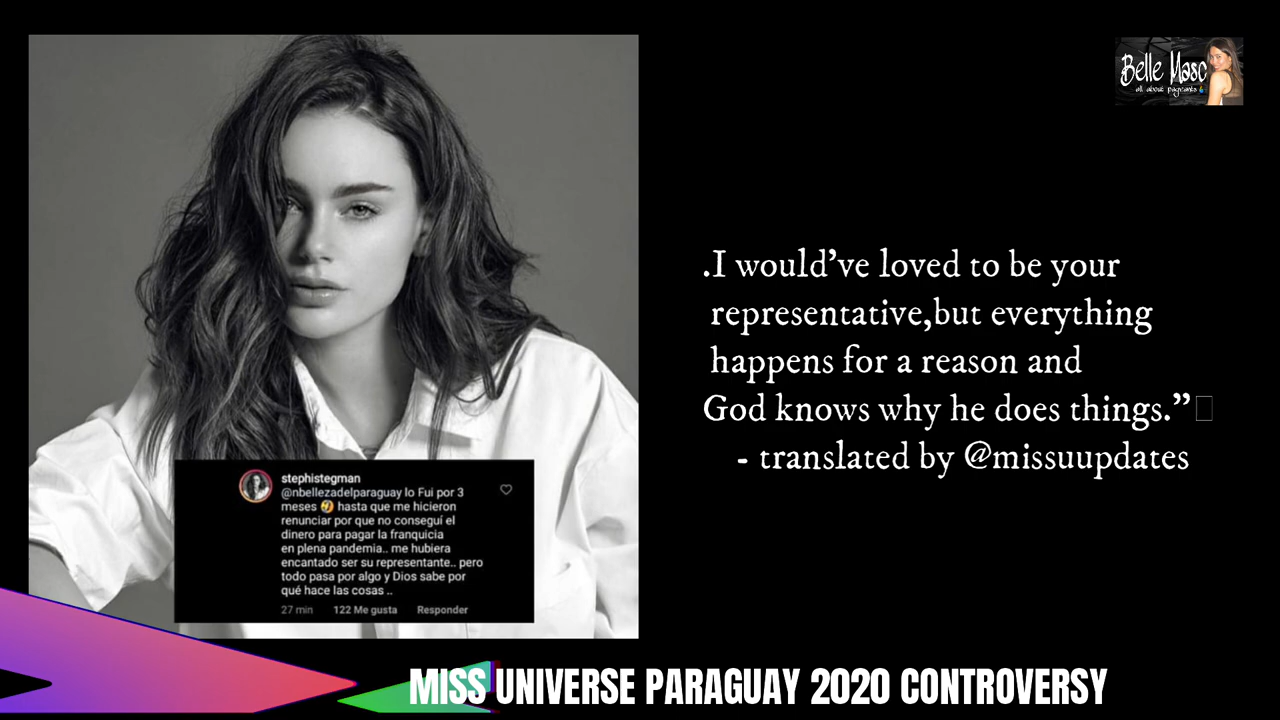 Belle Masc
all about pageants
.I would've loved to be your
representative,but everything
happens for a reason and
God knows why he does things.”
- translated by @missuupdates
stephistegman
@nbellezadelparaguay lo Fui por 3
meses 🤣 hasta que me hicieron
renunciar por que no conseguí el
dinero para pagar la franquicia
en plena pandemia.. me hubiera
encantado ser su representante.. pero
todo pasa por algo y Dios sabe por
qué hace las cosas ..
27 min 122 Me gusta Responder
MISS UNIVERSE PARAGUAY 2020 CONTROVERSY